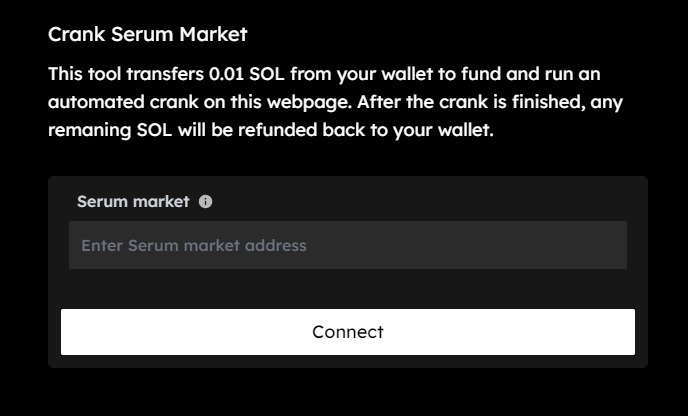 Crank Serum Market
This tool transfers 0.01 SOL from your wallet to fund and run an
automated crank on this webpage. After the crank is finished, any
remaning SOL will be refunded back to your wallet.
Serum market
Enter Serum market address
Connect